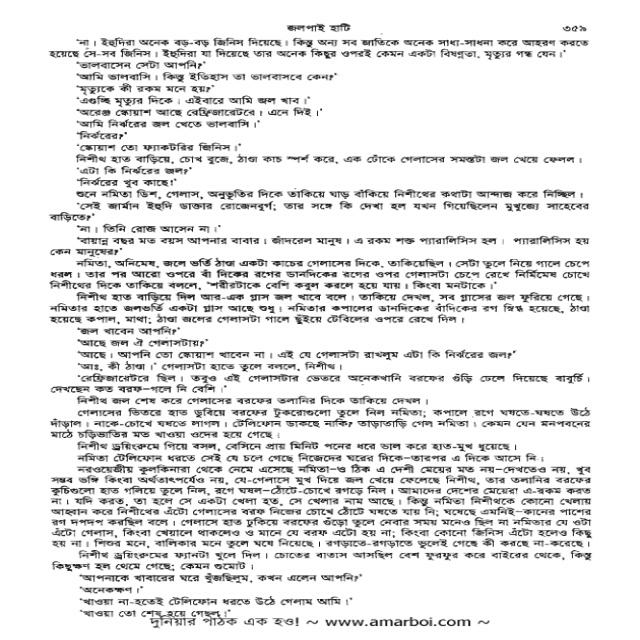 জলপাই হাটি ৩৫৯
'না। ইহুদিরা অনেক বড়-বড় জিনিস দিয়েছে। কিন্তু অন্য সব জাতিকে অনেক সাধ্য-সাধনা করে আহরণ করতে
হয়েছে সে-সব জিনিস। ইহুদিরা যা দিয়েছে তার অনেক কিছুর ওপরই কেমন একটা বিষণ্নতা, মৃত্যুর গন্ধ যেন।'
'ভালবাসেন সেটা আপনি?'
'আমি ভালবাসি। কিন্তু ইতিহাস তা ভালবাসবে কেন?'
'মৃত্যুকে কী রকম মনে হয়?'
'এগুচ্ছি মৃত্যুর দিকে। এইবারে আমি জল খাব।'
'অরেঞ্জ স্কোয়াশ আছে রেফ্রিজারেটরে। এনে দিই।'
'আমি নির্ঝরের জল খেতে ভালবাসি।'
'নির্ঝরের?'
'স্কোয়াশ তো ফ্যাকটরির জিনিস।'
নিশীথ হাত বাড়িয়ে, চোখ বুজে, ঠাণ্ডা কাচ স্পর্শ করে, এক ঢোঁকে গেলাসের সমস্তটা জল খেয়ে ফেলল।
'এটা কি নির্ঝরের জল?'
'নির্ঝরের খুব কাছে!'
শুনে নমিতা ডিশ, গেলাস, অনুভূতির দিকে তাকিয়ে ঘাড় বাঁকিয়ে নিশীথের কথাটা আন্দাজ করে নিচ্ছিল।
'সেই জার্মান ইহুদি ডাক্তার রোজেনবুর্গ; তার সঙ্গে কি দেখা হল যখন গিয়েছিলেন মুখুজ্যে সাহেবের
বাড়িতে?'
'না। তিনি রোজ আসেন না।'
'বায়ান্ন বছর মত বয়স আপনার বাবার। জাঁদরেল মানুষ। এ রকম শক্ত প্যারালিসিস হল। প্যারালিসিস হয়
কেন মানুষের?'
নমিতা, অনিমেষ, জলে ভর্তি ঠাণ্ডা একটা কাচের গেলাসের দিকে, তাকিয়েছিল। সেটা তুলে নিয়ে গালে চেপে
ধরল। তার পর আরো ওপরে বাঁ দিকের রগের ডানদিকের রগের ওপর গেলাসটা চেপে রেখে নির্নিমেষ চোখে
নিশীথের দিকে তাকিয়ে বললে, 'শরীরটাকে বেশি কবুল করলে হয়ে যায়। কিংবা মনটাকে।'
নিশীথ হাত বাড়িয়ে দিল আর-এক গ্লাস জল খাবে বলে। তাকিয়ে দেখল, সব গ্লাসের জল ফুরিয়ে গেছে।
নমিতার হাতে জলভর্তি একটা গ্লাস আছে শুধু। নমিতার কপালের ডানদিকের বাঁদিকের রগ স্নিগ্ধ হয়েছে, ঠাণ্ডা
হয়েছে কপাল, মাথা; ঠাণ্ডা জলের গেলাসটা গালে ছুঁইয়ে টেবিলের ওপরে রেখে দিল।
'জল খাবেন আপনি?'
'আছে জল ঐ গেলাসটায়?'
'আছে। আপনি তো স্কোয়াশ খাবেন না। এই যে গেলাসটা রাখলুম এটা কি নির্ঝরের জল?'
'আঃ, কী ঠাণ্ডা।' গেলাসটা হাতে তুলে বললে, নিশীথ।
'রেফ্রিজারেটরে ছিল। তবুও এই গেলাসটার ভেতরে অনেকখানি বরফের গুঁড়ি ঢেলে দিয়েছে বাবুর্চি।
দেখছেন কত বরফ-গলে নি বেশি।'
নিশীথ জল শেষ করে গেলাসের বরফের তলানির দিকে তাকিয়ে দেখল।
গেলাসের ভিতরে হাত ডুবিয়ে বরফের টুকরোগুলো তুলে নিল নমিতা; কপালে রগে ঘষতে-ঘষতে উঠে
দাঁড়াল। নাকে-চোখে ঘষতে লাগল। টেলিফোন ডাকছে নাকি? তাড়াতাড়ি গেল নমিতা। কেমন যেন মনপবনের
মাঠে চড়িভাতির মত খাওয়া ওদের হয়ে গেছে।
নিশীথ ড্রয়িংরুমে গিয়ে বসল, বেসিনে প্রায় মিনিট পনের ধরে ভাল করে হাত-মুখ ধুয়েছে।
নমিতা টেলিফোন ধরতে সেই যে চলে গেছে নিজেদের ঘরের দিকে-তারপর এ দিকে আসে নি।
নরওয়েজীয় কুলকিনারা থেকে নেমে এসেছে নমিতা-ও ঠিক এ দেশী মেয়ের মত নয়-দেখতেও নয়, খুব
সম্ভব ভঙ্গি কিংবা অর্থতাৎপর্যেও নয়, যে-গেলাসে মুখ দিয়ে জল খেয়ে ফেলেছে নিশীথ, তার তলানির বরফের
কুচিগুলো হাত গলিয়ে তুলে নিল, রগে ঘষল-ঠোঁটে-চোখে রগড়ে নিল। আমাদের দেশের মেয়েরা এ-রকম করত
না। যদি করত, তা হলে সে একটা খেলা হত, সে খেলার নাম আছে। কিন্তু নমিতা নিশীথকে কোনো খেলায়
আহ্বান করে নিশীথের এঁটো গেলাসের বরফ নিজের চোখে ঠোঁটে ঘষতে যায় নি; ঘষেছে এমনিই-কানের পাশের
রগ দপদপ করছিল বলে। গেলাসে হাত ঢুকিয়ে বরফের গুঁড়ো তুলে নেবার সময় মনেও ছিল না নমিতার যে ওটা
এঁটো গেলাস, কিংবা খেয়ালে থাকলেও ও মানে যে বরফ এঁটো হয় না; কিংবা কোনো জিনিস এঁটো হলেও কিছু
হয় না। শিশুর মনে, বালিকার মনে তুলে ঘষে নিয়েছে। রগড়াতে-রগড়াতে ভুলেই গেছে কী করছে না-করেছে।
নিশীথ ড্রয়িংরুমের ফ্যানটা খুলে দিল। চোতের বাতাস আসছিল বেশ ফুরফুর করে বাইরের থেকে, কিন্তু
কিছুক্ষণ হল থেমে গেছে; কেমন গুমোট।
'আপনাকে খাবারের ঘরে খুঁজছিলুম, কখন এলেন আপনি?'
'অনেকক্ষণ।'
'খাওয়া না-হতেই টেলিফোন ধরতে উঠে গেলাম আমি।'
'খাওয়া তো শেষ হয়ে গেছল।'
দুনিয়ার পাঠক এক হও! ~ www.amarboi.com ~